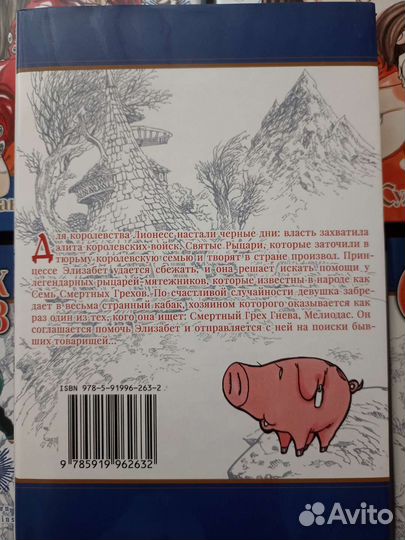 Для королевства Лионесс настали черные дни: власть захватила
элита королевских войск, Святые Рыцари, которые заточили в
тюрьму королевскую семью и творят в стране произвол. Прин-
цессе Элизабет удается сбежать, и она решает искать помощи у
легендарных рыцарей-мятежников, которые известны в народе как
Семь Смертных Грехов. По счастливой случайности девушка забре-
дает в весьма странный кабак, хозяином которого оказывается как
раз один из тех, кого она ищет: Смертный Грех Гнева, Мелиодас. Он
соглашается помочь Элизабет и отправляется с ней на поиски быв-
ших товарищей...
ISBN 978-5-91996-263-2
9 785919 962632
Avito